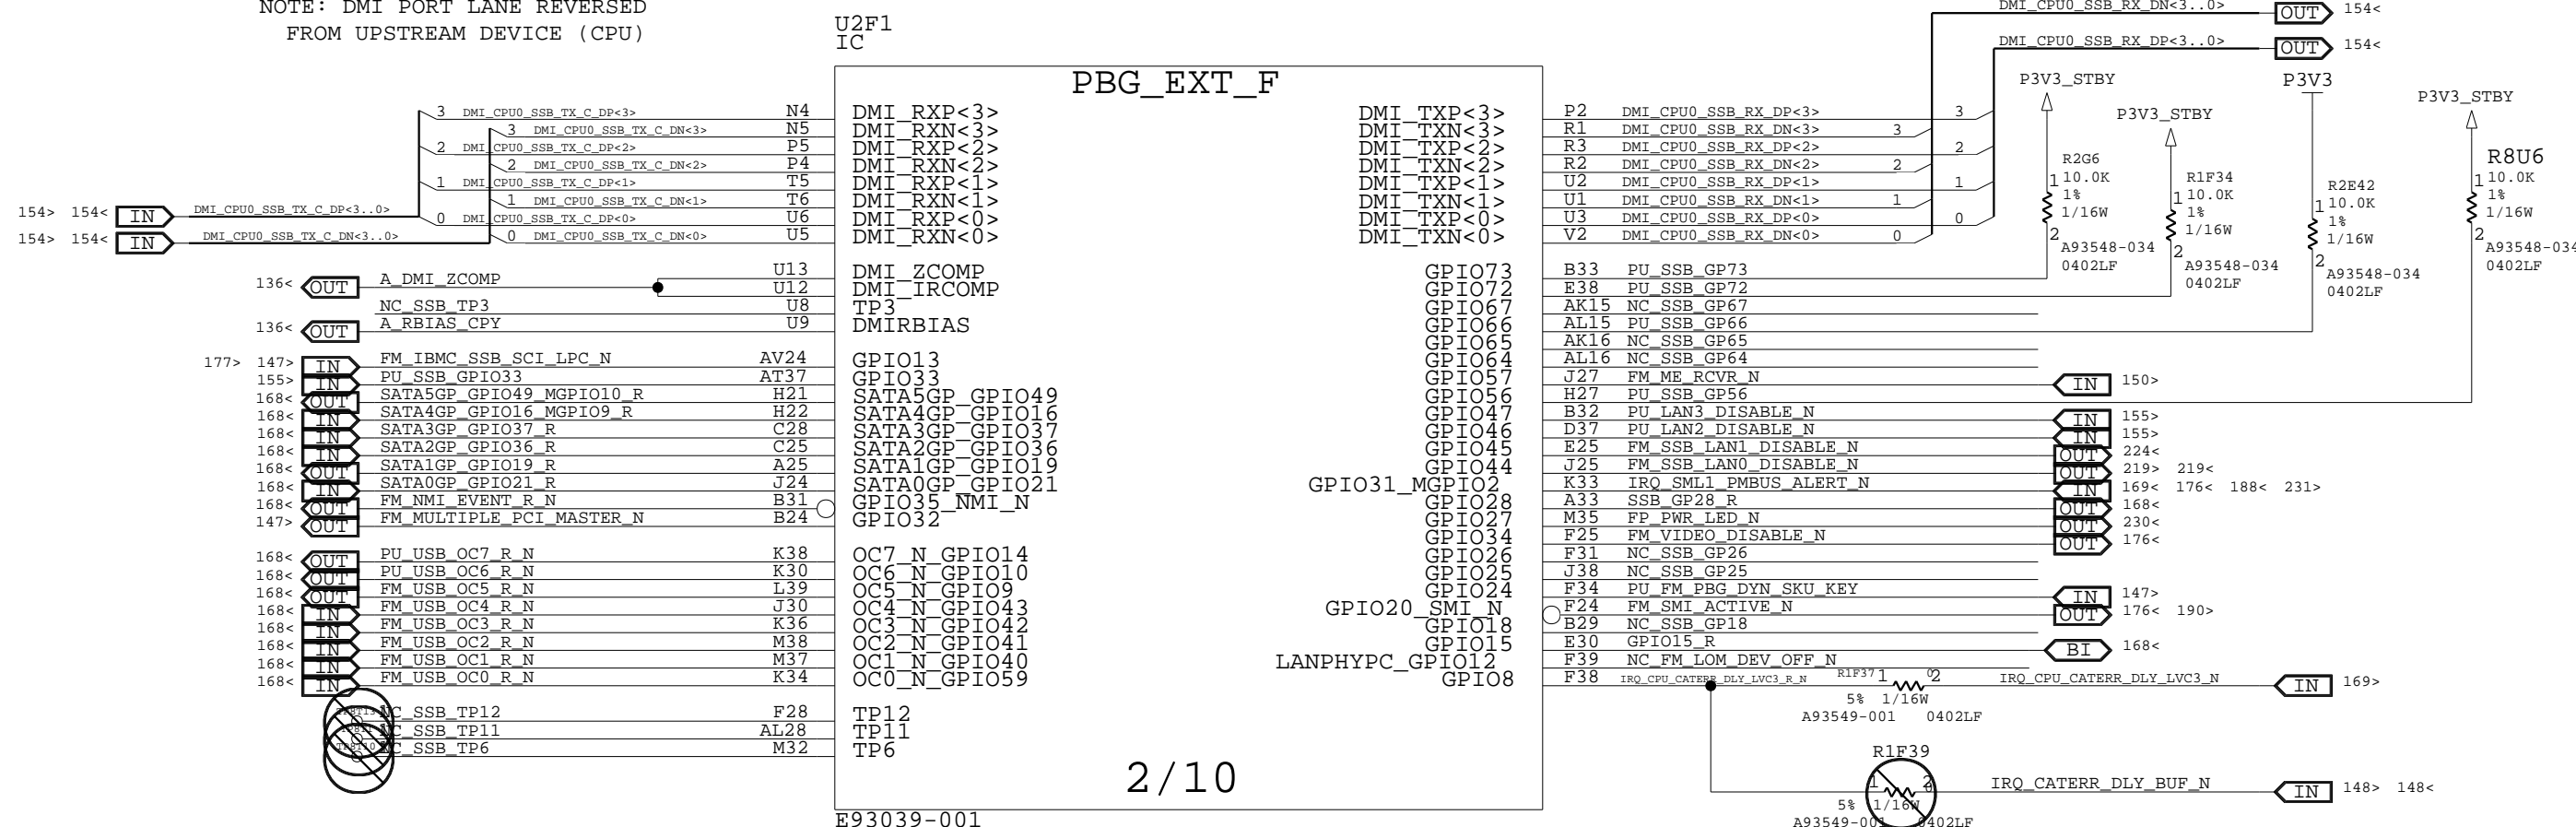 NOTE: DMI PORT LANE REVERSED
FROM UPSTREAM DEVICE (CPU)
U2F1
IC
PBG_EXT_F
DMI_CPU0_SSB_RX_DN<3..0> OUT 154<
DMI_CPU0_SSB_RX_DP<3..0> OUT 154<
P3V3_STBY
R2G6
1 10.0K
1%
1/16W
2
A93548-034
0402LF
P3V3_STBY
R1F34
1 10.0K
1%
1/16W
2
A93548-034
0402LF
P3V3
R2E42
1 10.0K
1%
1/16W
2
A93548-034
0402LF
P3V3_STBY
R8U6
1 10.0K
1%
1/16W
2
A93548-034
0402LF
154> 154< IN DMI_CPU0_SSB_TX_C_DP<3..0>
154> 154< IN DMI_CPU0_SSB_TX_C_DN<3..0>
3 DMI_CPU0_SSB_TX_C_DP<3> N4 DMI_RXP<3>
3 DMI_CPU0_SSB_TX_C_DN<3> N5 DMI_RXN<3>
2 DMI_CPU0_SSB_TX_C_DP<2> P5 DMI_RXP<2>
2 DMI_CPU0_SSB_TX_C_DN<2> P4 DMI_RXN<2>
1 DMI_CPU0_SSB_TX_C_DP<1> T5 DMI_RXP<1>
1 DMI_CPU0_SSB_TX_C_DN<1> T6 DMI_RXN<1>
0 DMI_CPU0_SSB_TX_C_DP<0> U6 DMI_RXP<0>
0 DMI_CPU0_SSB_TX_C_DN<0> U5 DMI_RXN<0>
136< OUT A_DMI_ZCOMP U13 DMI_ZCOMP
U12 DMI_IRCOMP
NC_SSB_TP3 U8 TP3
136< OUT A_RBIAS_CPY U9 DMIRBIAS
177> 147> IN FM_IBMC_SSB_SCI_LPC_N AV24 GPIO13
155> IN PU_SSB_GPIO33 AT37 GPIO33
168< OUT SATA5GP_GPIO49_MGPIO10_R H21 SATA5GP_GPIO49
168< IN SATA4GP_GPIO16_MGPIO9_R H22 SATA4GP_GPIO16
168< IN SATA3GP_GPIO37_R C28 SATA3GP_GPIO37
168< IN SATA2GP_GPIO36_R C25 SATA2GP_GPIO36
168< OUT SATA1GP_GPIO19_R A25 SATA1GP_GPIO19
168< IN SATA0GP_GPIO21_R J24 SATA0GP_GPIO21
168< OUT FM_NMI_EVENT_R_N B31 GPIO35_NMI_N
147> OUT FM_MULTIPLE_PCI_MASTER_N B24 GPIO32
168< OUT PU_USB_OC7_R_N K38 OC7_N_GPIO14
168< OUT PU_USB_OC6_R_N K30 OC6_N_GPIO10
168< OUT FM_USB_OC5_R_N L39 OC5_N_GPIO9
168< IN FM_USB_OC4_R_N J30 OC4_N_GPIO43
168< IN FM_USB_OC3_R_N K36 OC3_N_GPIO42
168< IN FM_USB_OC2_R_N M38 OC2_N_GPIO41
168< IN FM_USB_OC1_R_N M37 OC1_N_GPIO40
168< IN FM_USB_OC0_R_N K34 OC0_N_GPIO59
NC_SSB_TP12 F28 TP12
NC_SSB_TP11 AL28 TP11
NC_SSB_TP6 M32 TP6
DMI_TXP<3> P2 DMI_CPU0_SSB_RX_DP<3> 3
DMI_TXN<3> R1 DMI_CPU0_SSB_RX_DN<3> 3
DMI_TXP<2> R3 DMI_CPU0_SSB_RX_DP<2> 2
DMI_TXN<2> R2 DMI_CPU0_SSB_RX_DN<2> 2
DMI_TXP<1> U2 DMI_CPU0_SSB_RX_DP<1> 1
DMI_TXN<1> U1 DMI_CPU0_SSB_RX_DN<1> 1
DMI_TXP<0> U3 DMI_CPU0_SSB_RX_DP<0> 0
DMI_TXN<0> V2 DMI_CPU0_SSB_RX_DN<0> 0
GPIO73 B33 PU_SSB_GP73
GPIO72 E38 PU_SSB_GP72
GPIO67 AK15 NC_SSB_GP67
GPIO66 AL15 PU_SSB_GP66
GPIO65 AK16 NC_SSB_GP65
GPIO64 AL16 NC_SSB_GP64
GPIO57 J27 FM_ME_RCVR_N IN 150>
GPIO56 H27 PU_SSB_GP56
GPIO47 B32 PU_LAN3_DISABLE_N IN 155>
GPIO46 D37 PU_LAN2_DISABLE_N IN 155>
GPIO45 E25 FM_SSB_LAN1_DISABLE_N OUT 224<
GPIO44 J25 FM_SSB_LAN0_DISABLE_N OUT 219> 219<
GPIO31_MGPIO2 K33 IRQ_SML1_PMBUS_ALERT_N IN 169< 176< 188< 231>
GPIO28 A33 SSB_GP28_R OUT 168<
GPIO27 M35 FP_PWR_LED_N OUT 230<
GPIO34 F25 FM_VIDEO_DISABLE_N OUT 176<
GPIO26 F31 NC_SSB_GP26
GPIO25 J38 NC_SSB_GP25
GPIO24 F34 PU_FM_PBG_DYN_SKU_KEY IN 147>
GPIO20_SMI_N F24 FM_SMI_ACTIVE_N OUT 176< 190>
GPIO18 B29 NC_SSB_GP18
GPIO15 E30 GPIO15_R BI 168<
LANPHYPC_GPIO12 F39 NC_FM_LOM_DEV_OFF_N
GPIO8 F38 IRQ_CPU_CATERR_DLY_LVC3_R_N R1F37 1 0 2 IRQ_CPU_CATERR_DLY_LVC3_N IN 169>
5% 1/16W
A93549-001 0402LF
R1F39
1 2 IRQ_CATERR_DLY_BUF_N IN 148> 148<
5% 1/16W
A93549-001 0402LF
2/10
E93039-001